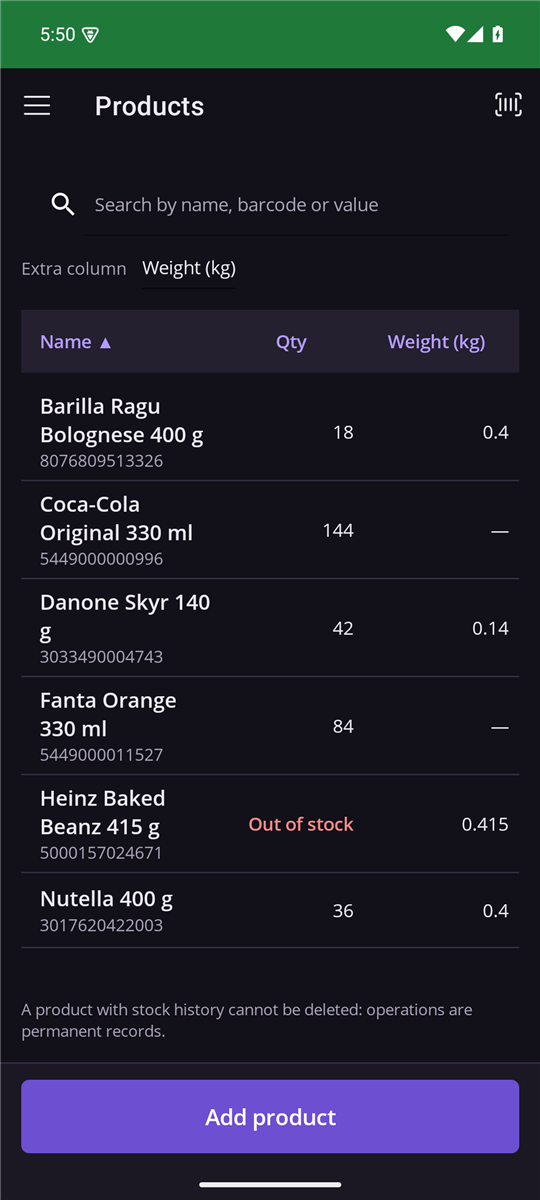 5:50
Products
Search by name, barcode or value
Extra column Weight (kg)
Name ▲ Qty Weight (kg)
Barilla Ragu
Bolognese 400 g 18 0.4
8076809513326
Coca-Cola
Original 330 ml 144 —
5449000000996
Danone Skyr 140
g 42 0.14
3033490004743
Fanta Orange
330 ml 84 —
5449000011527
Heinz Baked
Beanz 415 g Out of stock 0.415
5000157024671
Nutella 400 g 36 0.4
3017620422003
A product with stock history cannot be deleted: operations are
permanent records.
Add product